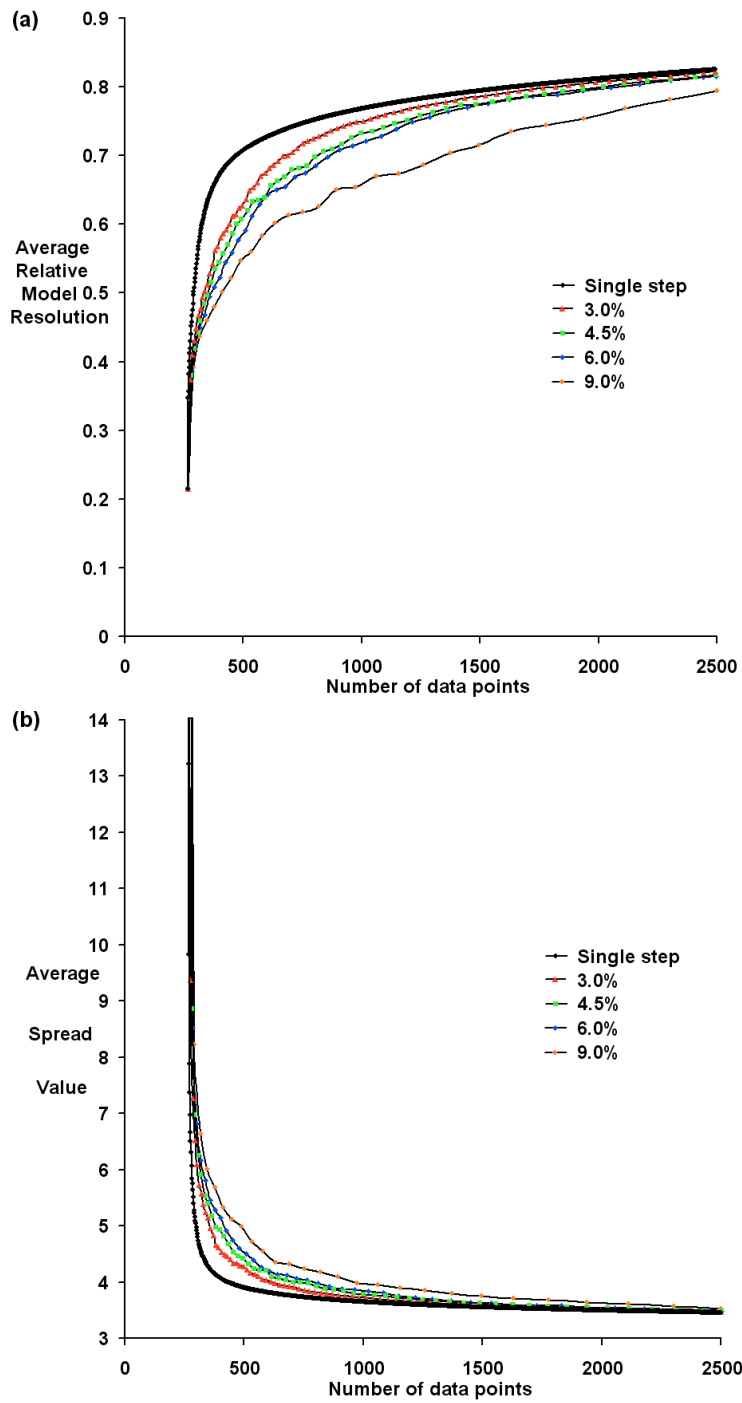 (a)
0.9
0.8
0.7
0.6
0.5
0.4
0.3
0.2
0.1
0
Average
Relative
Model
Resolution
Single step
3.0%
4.5%
6.0%
9.0%
0 500 1000 1500 2000 2500
Number of data points
(b)
14
13
12
11
10
9
8
7
6
5
4
3
Average
Spread
Value
Single step
3.0%
4.5%
6.0%
9.0%
0 500 1000 1500 2000 2500
Number of data points